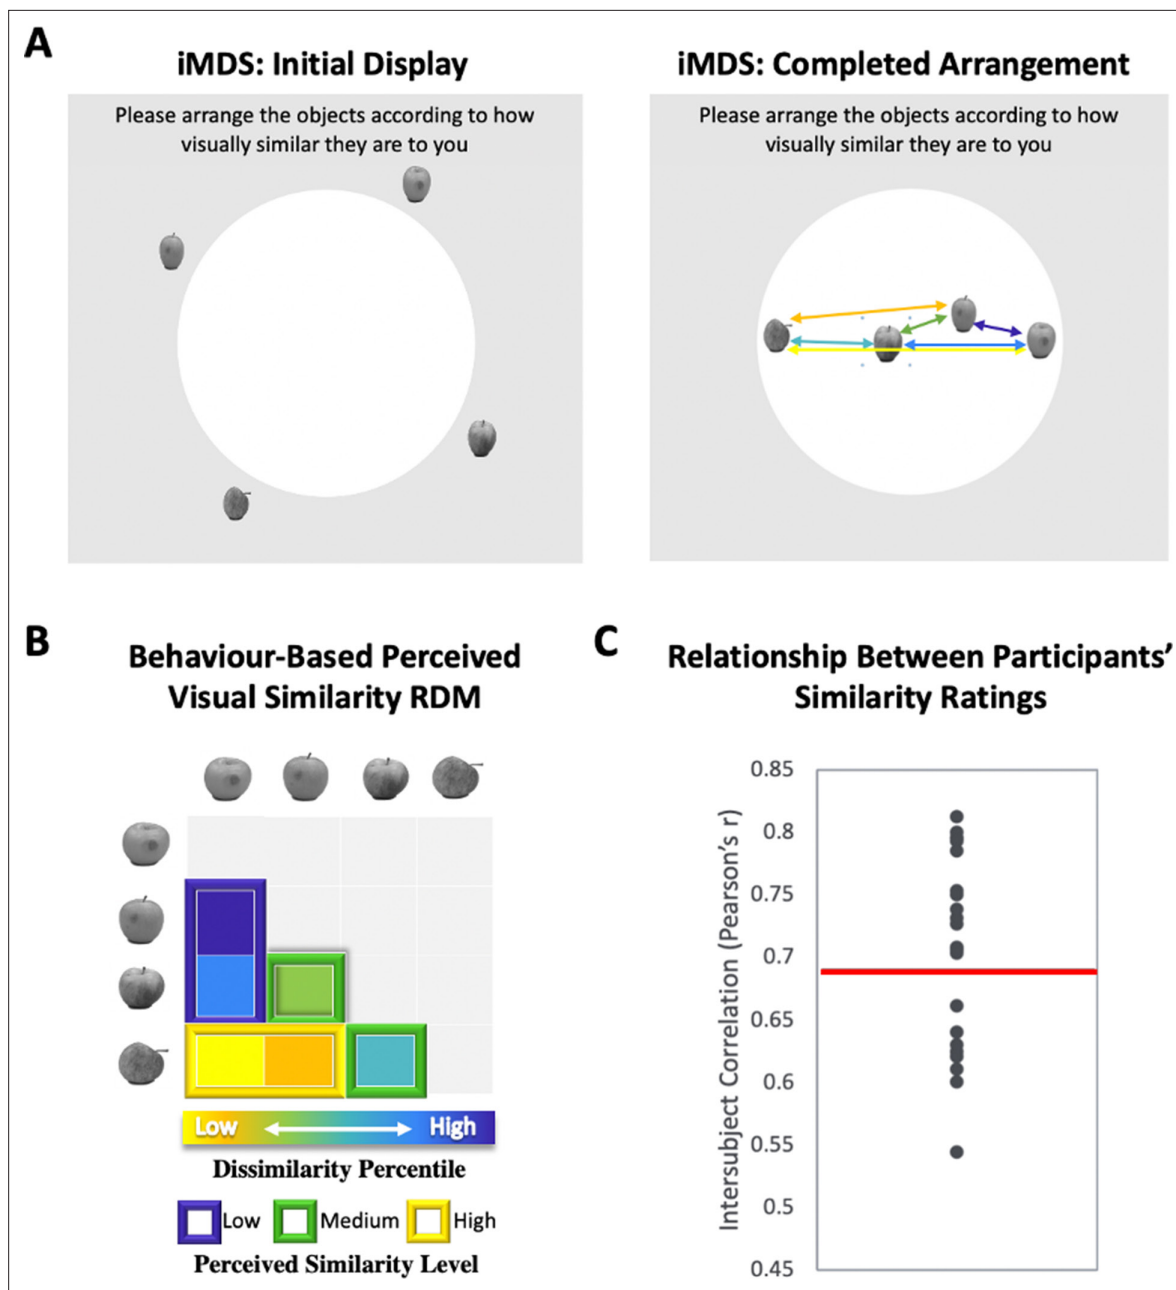 A
iMDS: Initial Display
Please arrange the objects according to how
visually similar they are to you
iMDS: Completed Arrangement
Please arrange the objects according to how
visually similar they are to you
B
Behaviour-Based Perceived
Visual Similarity RDM
Low
High
Dissimilarity Percentile
Low
Medium
High
Perceived Similarity Level
C
Relationship Between Participants'
Similarity Ratings
Intersubject Correlation (Pearson's r)
0.85
0.8
0.75
0.7
0.65
0.6
0.55
0.5
0.45